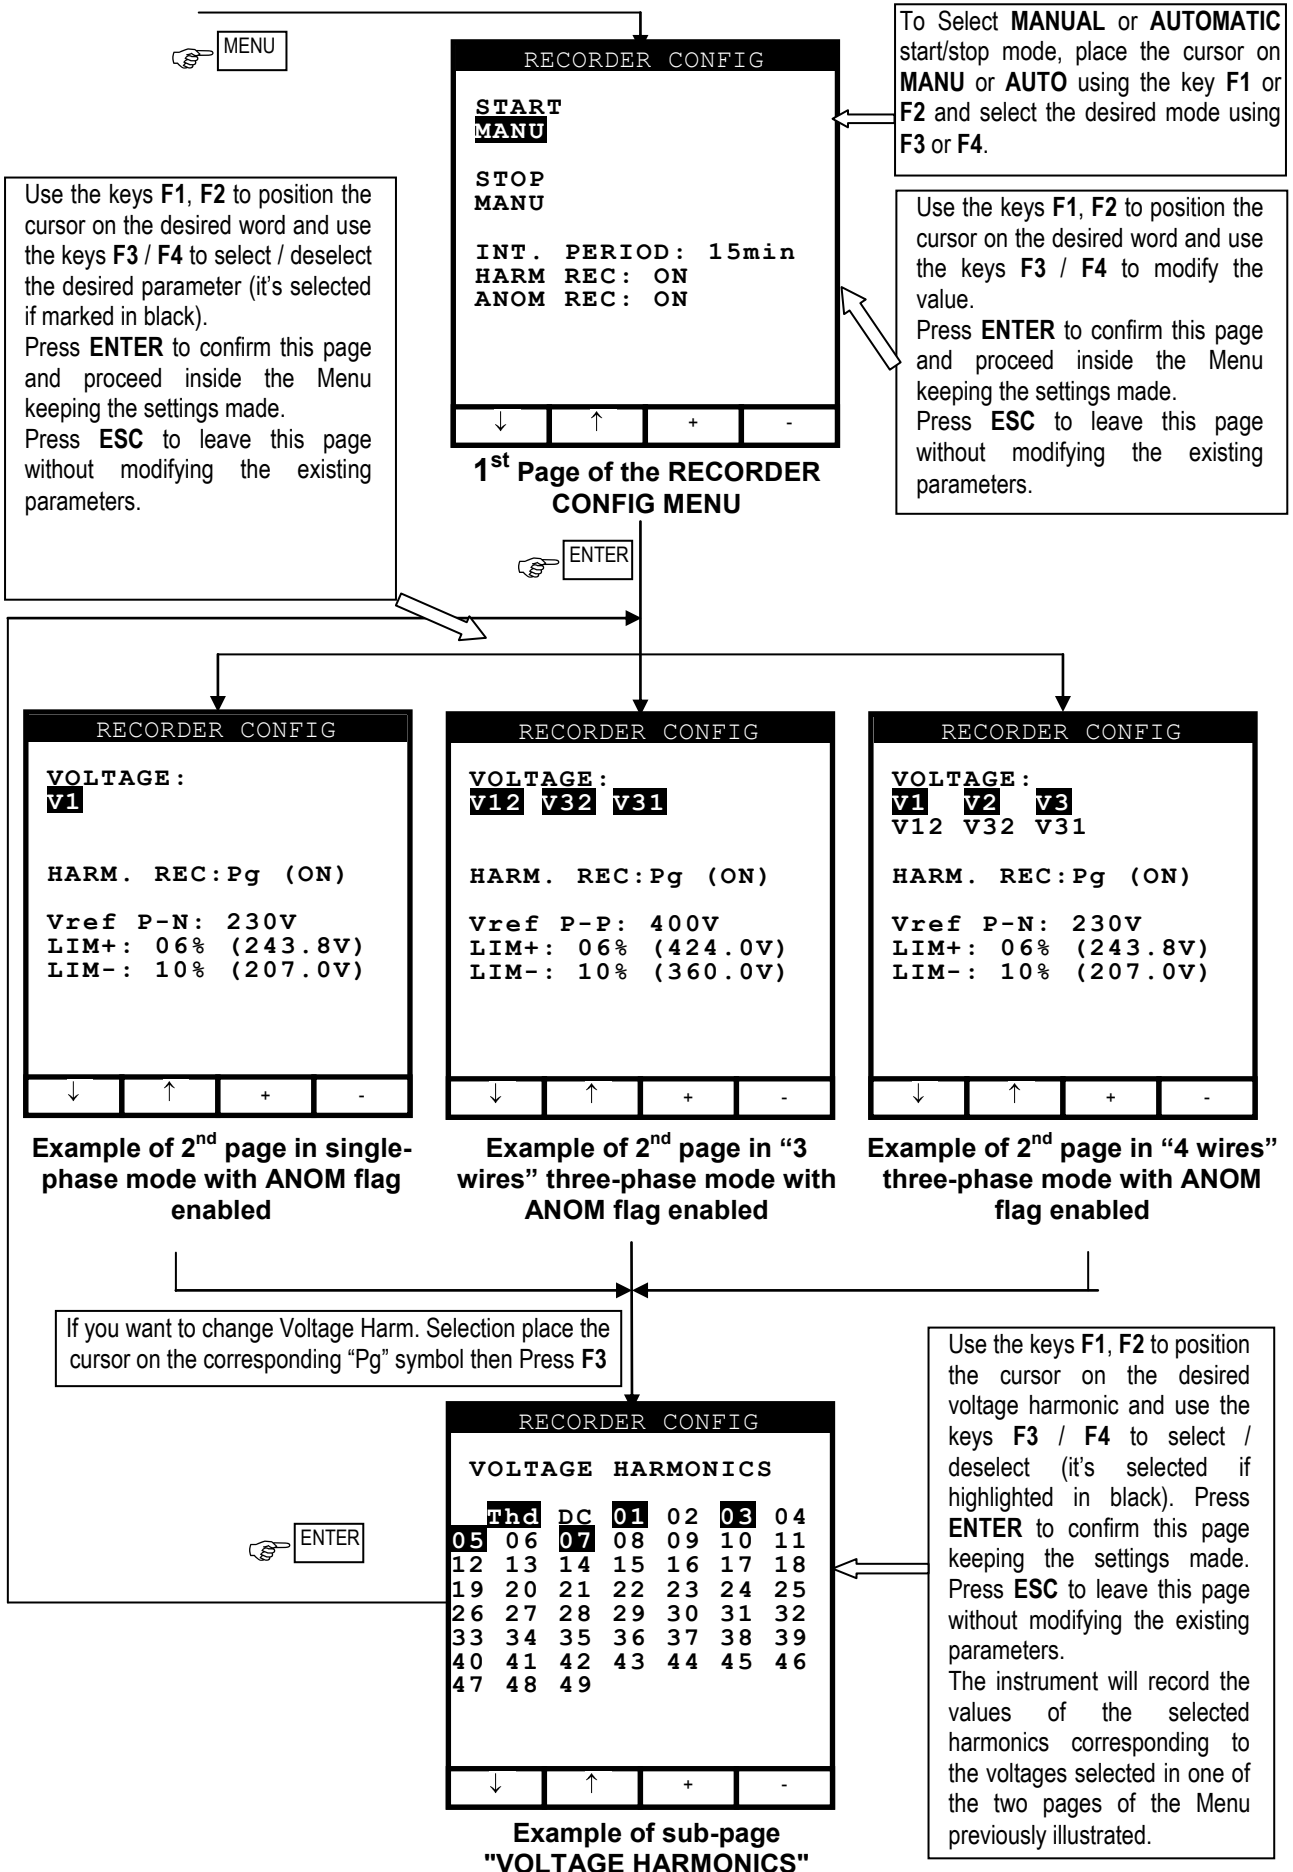 MENU
RECORDER CONFIG
START
MANU
STOP
MANU
INT. PERIOD: 15min
HARM REC: ON
ANOM REC: ON
↓ ↑ + -
1st Page of the RECORDER
CONFIG MENU
To Select MANUAL or AUTOMATIC
start/stop mode, place the cursor on
MANU or AUTO using the key F1 or
F2 and select the desired mode using
F3 or F4.
Use the keys F1, F2 to position the
cursor on the desired word and use
the keys F3 / F4 to select / deselect
the desired parameter (it's selected
if marked in black).
Press ENTER to confirm this page
and proceed inside the Menu
keeping the settings made.
Press ESC to leave this page
without modifying the existing
parameters.
Use the keys F1, F2 to position the
cursor on the desired word and use
the keys F3 / F4 to modify the
value.
Press ENTER to confirm this page
and proceed inside the Menu
keeping the settings made.
Press ESC to leave this page
without modifying the existing
parameters.
ENTER
RECORDER CONFIG
VOLTAGE:
V1
HARM. REC:Pg (ON)
Vref P-N: 230V
LIM+: 06% (243.8V)
LIM-: 10% (207.0V)
↓ ↑ + -
Example of 2nd page in single-
phase mode with ANOM flag
enabled
RECORDER CONFIG
VOLTAGE:
V12 V32 V31
HARM. REC:Pg (ON)
Vref P-P: 400V
LIM+: 06% (424.0V)
LIM-: 10% (360.0V)
↓ ↑ + -
Example of 2nd page in “3
wires” three-phase mode with
ANOM flag enabled
RECORDER CONFIG
VOLTAGE:
V1 V2 V3
V12 V32 V31
HARM. REC:Pg (ON)
Vref P-N: 230V
LIM+: 06% (243.8V)
LIM-: 10% (207.0V)
↓ ↑ + -
Example of 2nd page in “4 wires”
three-phase mode with ANOM
flag enabled
If you want to change Voltage Harm. Selection place the
cursor on the corresponding “Pg” symbol then Press F3
ENTER
RECORDER CONFIG
VOLTAGE HARMONICS
Thd DC 01 02 03 04
05 06 07 08 09 10 11
12 13 14 15 16 17 18
19 20 21 22 23 24 25
26 27 28 29 30 31 32
33 34 35 36 37 38 39
40 41 42 43 44 45 46
47 48 49
↓ ↑ + -
Example of sub-page
"VOLTAGE HARMONICS"
Use the keys F1, F2 to position
the cursor on the desired
voltage harmonic and use the
keys F3 / F4 to select /
deselect (it's selected if
highlighted in black). Press
ENTER to confirm this page
keeping the settings made.
Press ESC to leave this page
without modifying the existing
parameters.
The instrument will record the
values of the selected
harmonics corresponding to
the voltages selected in one of
the two pages of the Menu
previously illustrated.